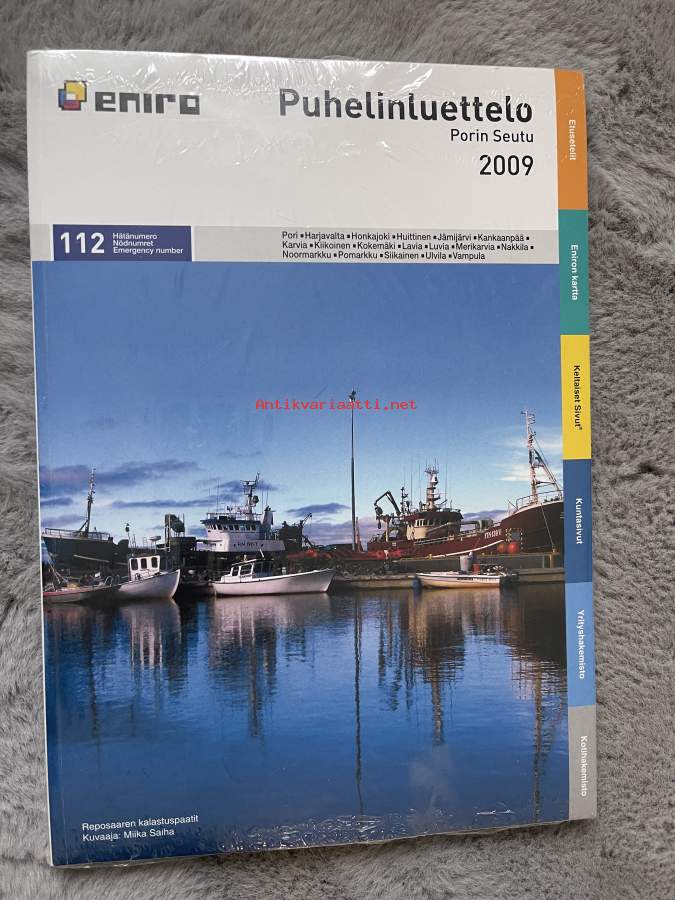 eniro
Puhelinluettelo
Porin Seutu
2009
112
Hätänumero
Nödnumret
Emergency number
Pori ▪ Harjavalta ▪ Honkajoki ▪ Huittinen ▪ Jämijärvi ▪ Kankaanpää ▪
Karvia ▪ Kiikoinen ▪ Kokemäki ▪ Lavia ▪ Luvia ▪ Merikarvia ▪ Nakkila ▪
Noormarkku ▪ Pomarkku ▪ Siikainen ▪ Ulvila ▪ Vampula
Etuselelit
Eniron kartta
Keltaiset Sivut®
Kuntasivut
Yrityshakemisto
Kotihakemisto
Antikvariaatti.net
Reposaaren kalastuspaatit
Kuvaaja: Miika Saiha